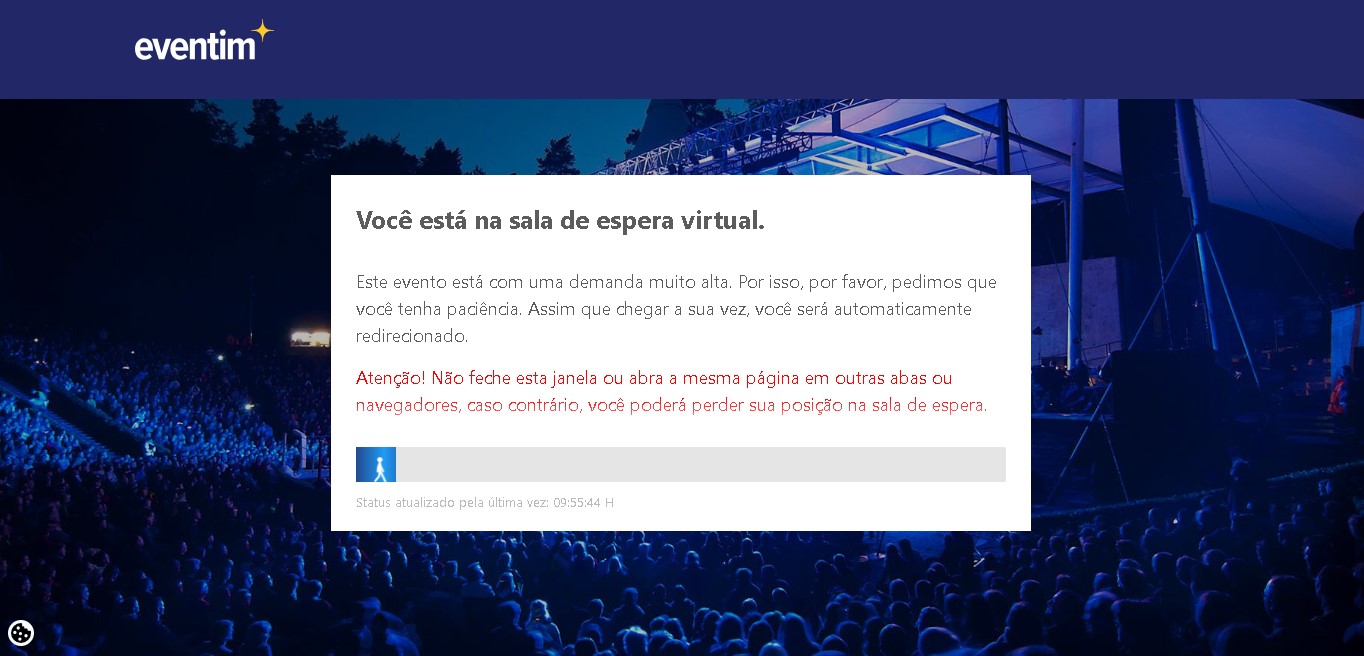 eventim
Você está na sala de espera virtual.
Este evento está com uma demanda muito alta. Por isso, por favor, pedimos que
você tenha paciência. Assim que chegar a sua vez, você será automaticamente
redirecionado.
Atenção! Não feche esta janela ou abra a mesma página em outras abas ou
navegadores, caso contrário, você poderá perder sua posição na sala de espera.
Status atualizado pela última vez: 09:55:44 H